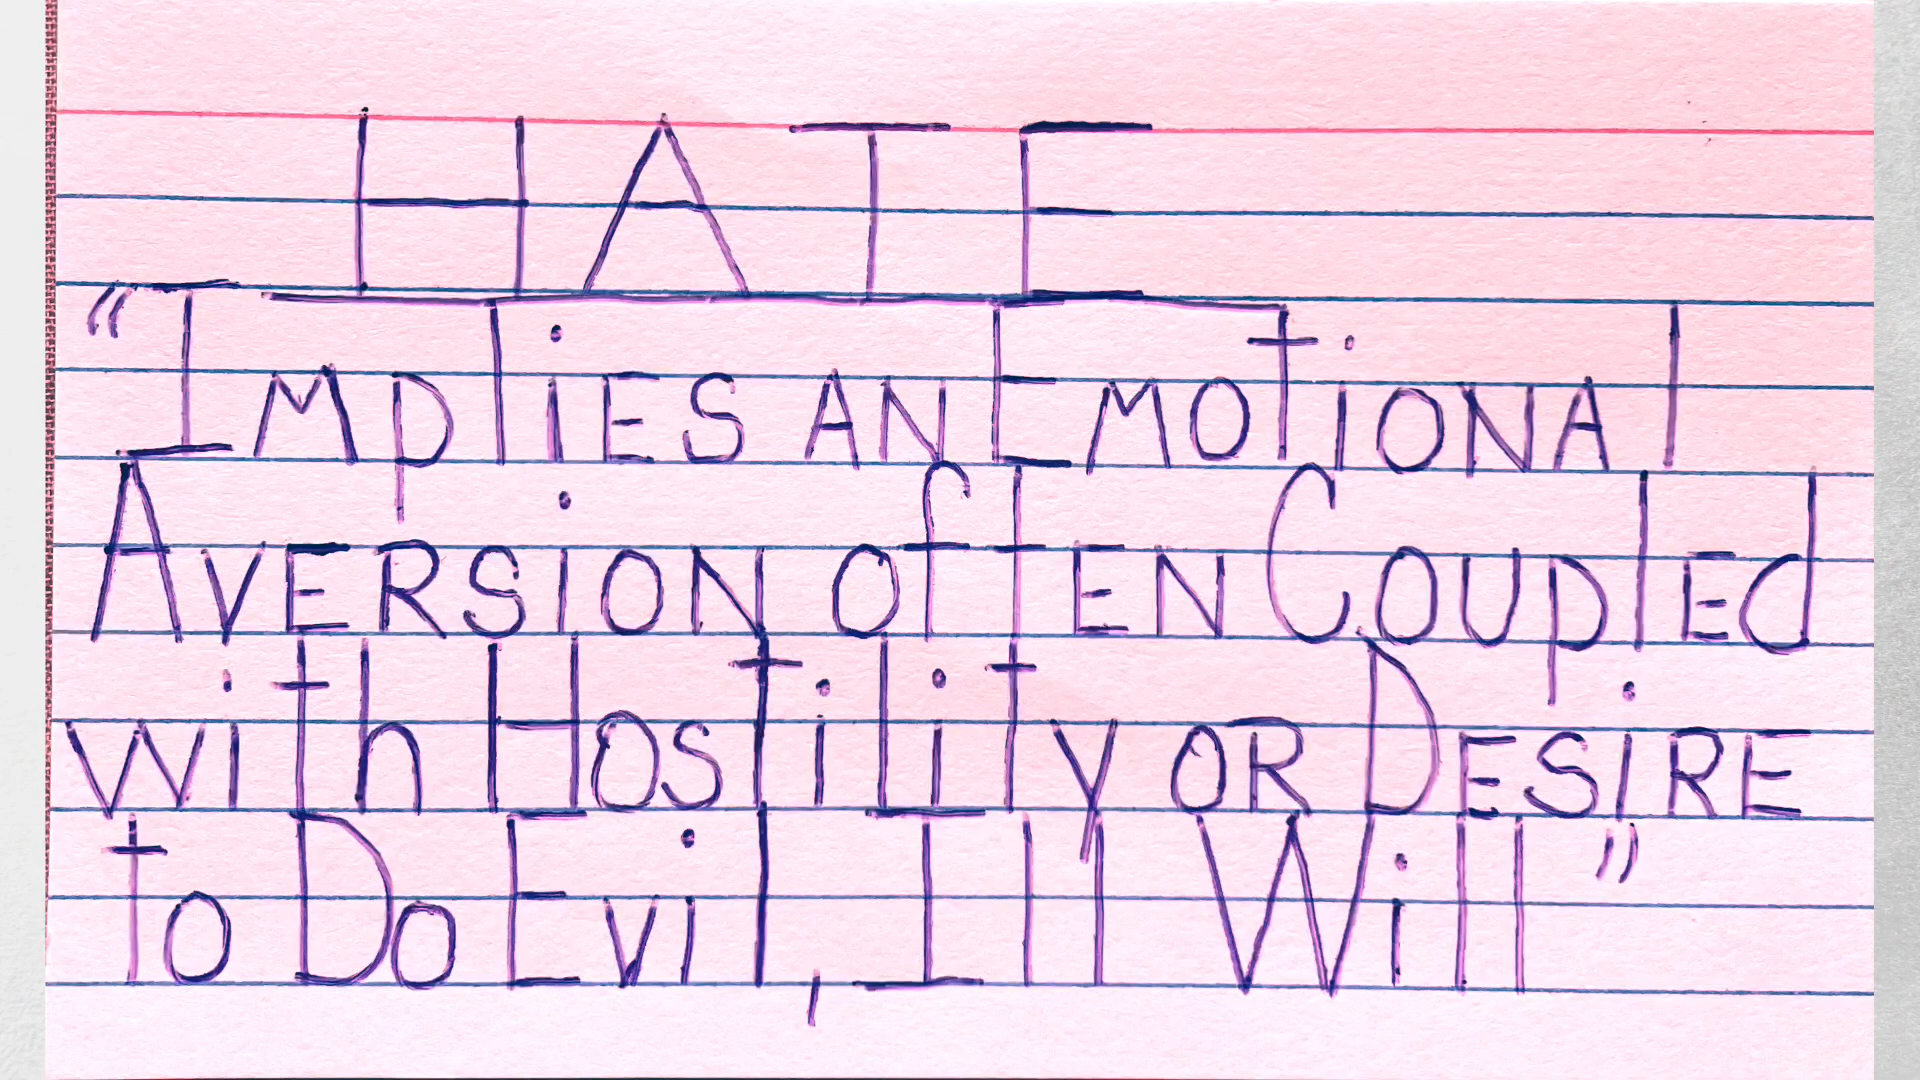 HATE
“Implies an Emotional
Aversion often Coupled
with Hostility or Desire
to Do Evil, Ill Will”